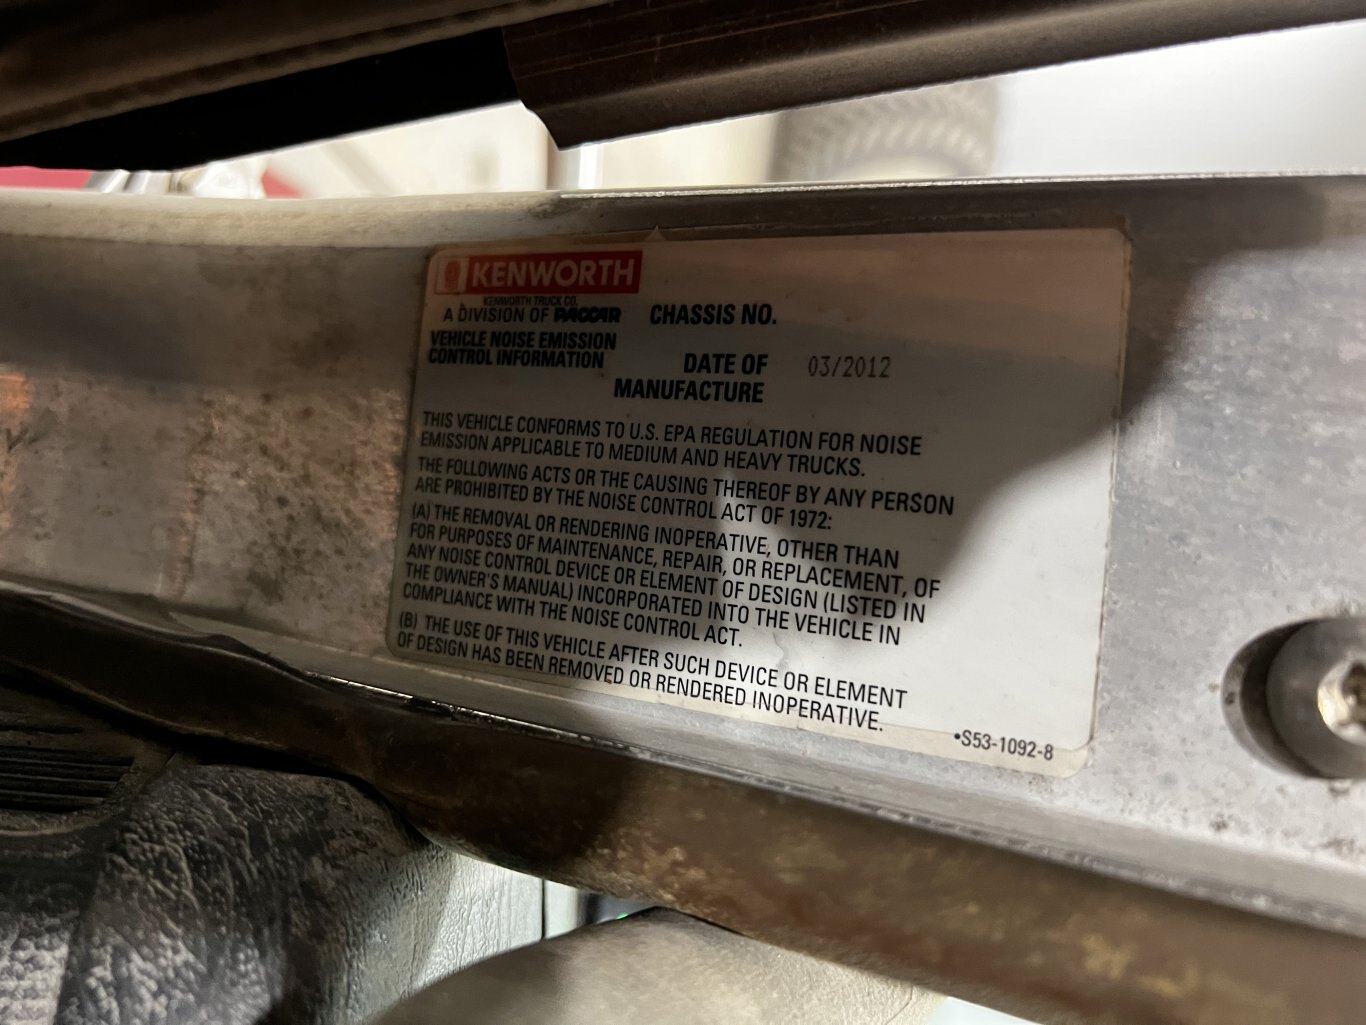 KENWORTH
KENWORTH TRUCK CO.
A DIVISION OF PACCAR
CHASSIS NO.
VEHICLE NOISE EMISSION
CONTROL INFORMATION
DATE OF
MANUFACTURE
03/2012
THIS VEHICLE CONFORMS TO U.S. EPA REGULATION FOR NOISE
EMISSION APPLICABLE TO MEDIUM AND HEAVY TRUCKS.
THE FOLLOWING ACTS OR THE CAUSING THEREOF BY ANY PERSON
ARE PROHIBITED BY THE NOISE CONTROL ACT OF 1972:
(A) THE REMOVAL OR RENDERING INOPERATIVE, OTHER THAN
FOR PURPOSES OF MAINTENANCE, REPAIR, OR REPLACEMENT, OF
ANY NOISE CONTROL DEVICE OR ELEMENT OF DESIGN (LISTED IN
THE OWNER'S MANUAL) INCORPORATED INTO THE VEHICLE IN
COMPLIANCE WITH THE NOISE CONTROL ACT.
(B) THE USE OF THIS VEHICLE AFTER SUCH DEVICE OR ELEMENT
OF DESIGN HAS BEEN REMOVED OR RENDERED INOPERATIVE.
•S53-1092-8